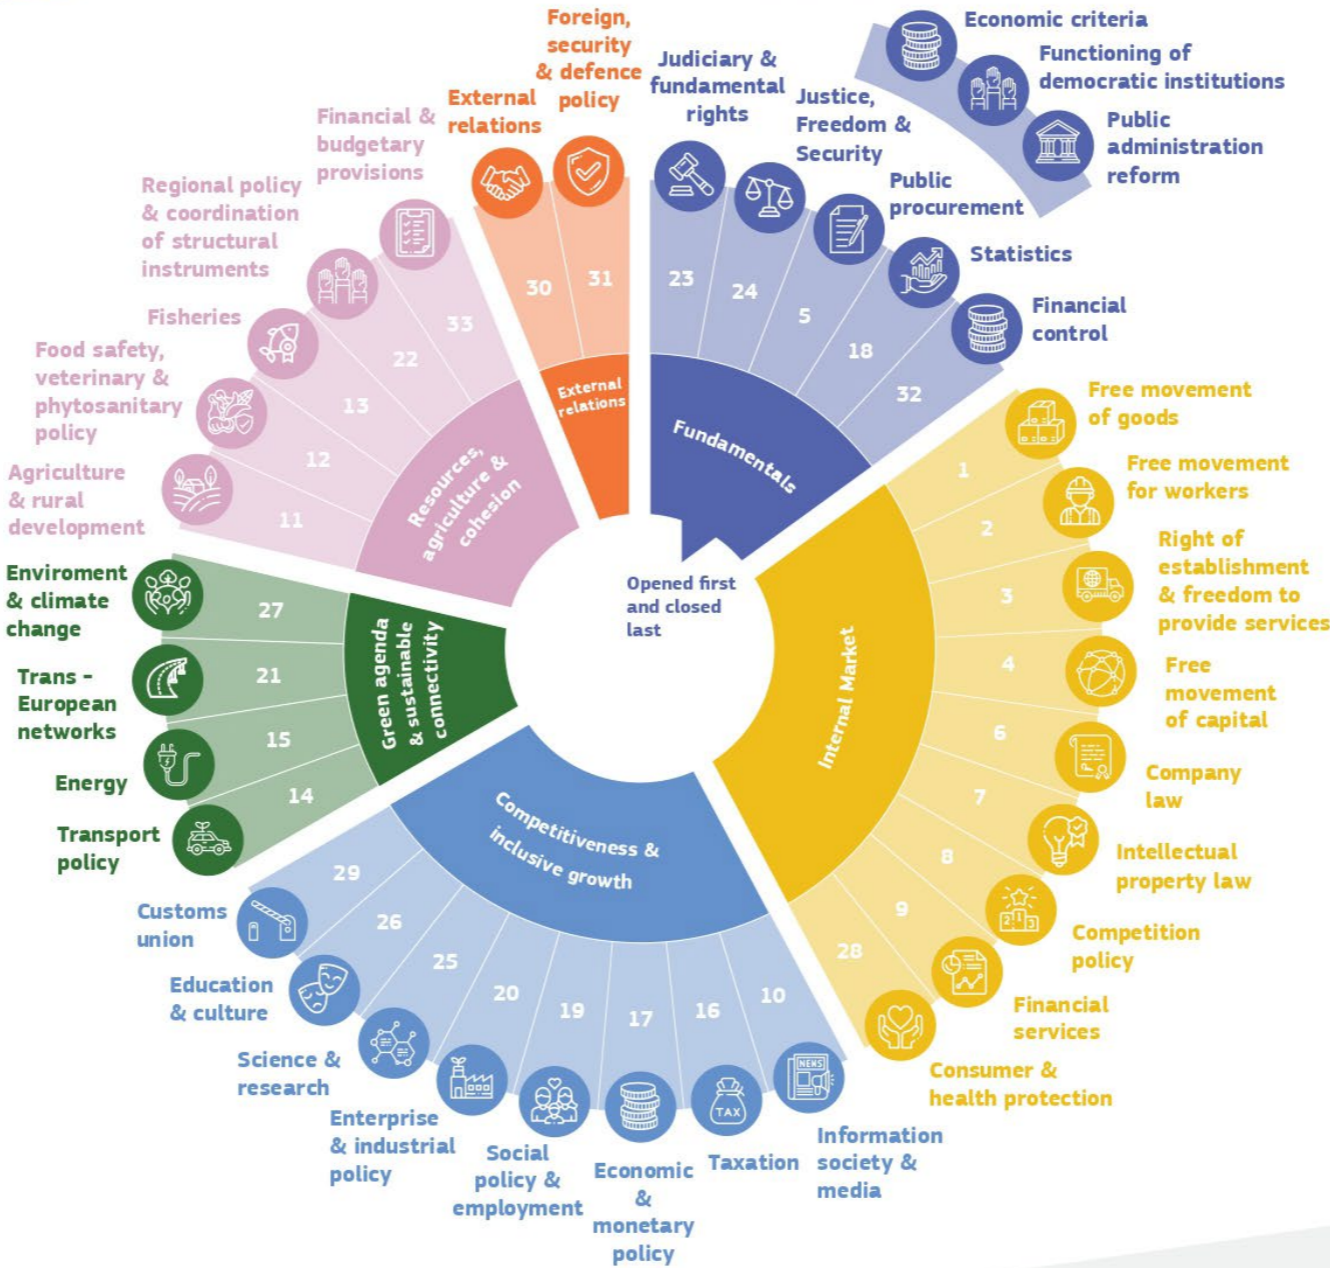 Foreign,
security
& defence
policy
External
relations
30
31
External
relations
Judiciary &
fundamental
rights
Justice,
Freedom &
Security
Public
procurement
Statistics
Financial
control
23
24
5
18
32
Fundamentals
Opened first
and closed
last
Economic criteria
Functioning of
democratic institutions
Public
administration
reform
Free movement
of goods
Free movement
for workers
Right of
establishment
& freedom to
provide services
Free
movement
of capital
Company
law
Intellectual
property law
Competition
policy
Financial
services
Consumer &
health protection
1
2
3
4
6
7
8
9
28
Internal Market
Information
society &
media
NEWS
Taxation
TAX
Economic
&
monetary
policy
Social
policy &
employment
Enterprise
& industrial
policy
Science &
research
Education
& culture
Customs
union
10
16
17
19
20
25
26
29
Competitiveness &
inclusive growth
Transport
policy
Energy
Trans -
European
networks
Enviroment
& climate
change
14
15
21
27
Green agenda
& sustainable
connectivity
Agriculture
& rural
development
Food safety,
veterinary &
phytosanitary
policy
Fisheries
Regional policy
& coordination
of structural
instruments
Financial &
budgetary
provisions
11
12
13
22
33
Resources,
agriculture &
cohesion